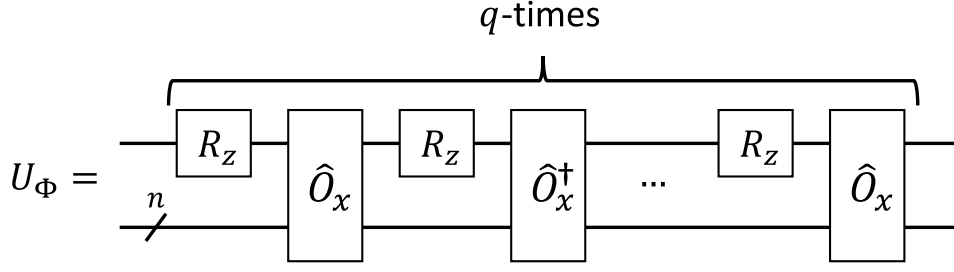 q-times
R_z R_z R_z
U_Φ = Ô_x Ô_x^† ... Ô_x
n